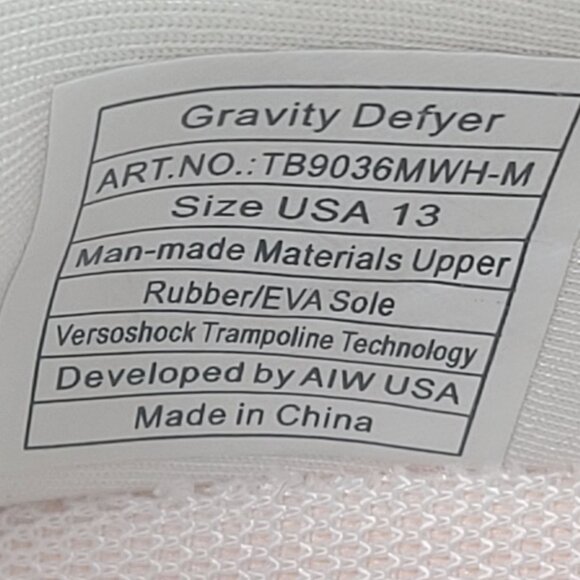 Gravity Defyer
ART.NO.:TB9036MWH-M
Size USA 13
Man-made Materials Upper
Rubber/EVA Sole
Versoshock Trampoline Technology
Developed by AIW USA
Made in China